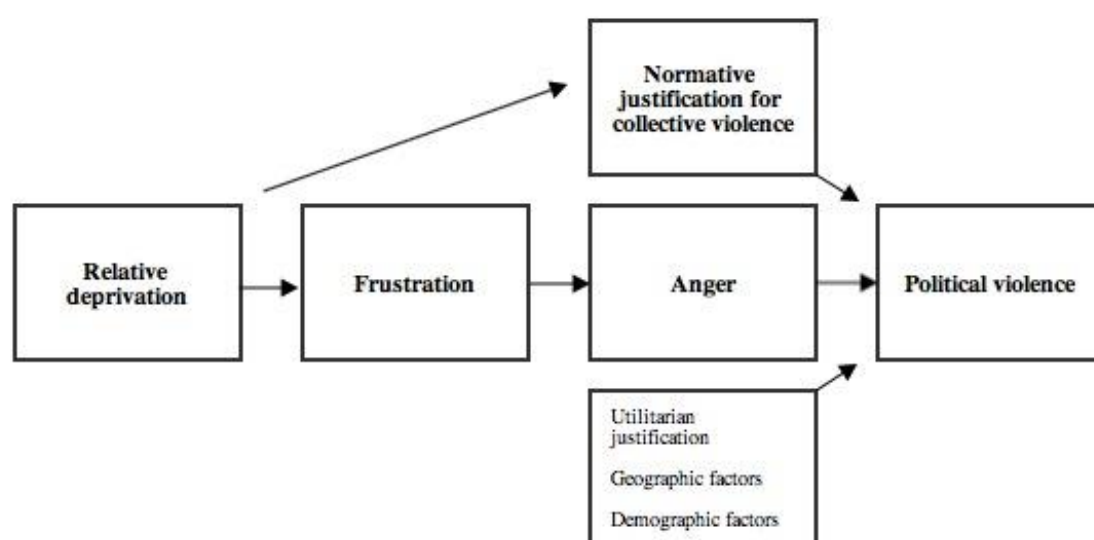 Normative
justification for
collective violence
Relative
deprivation
Frustration
Anger
Political violence
Utilitarian
justification
Geographic factors
Demographic factors